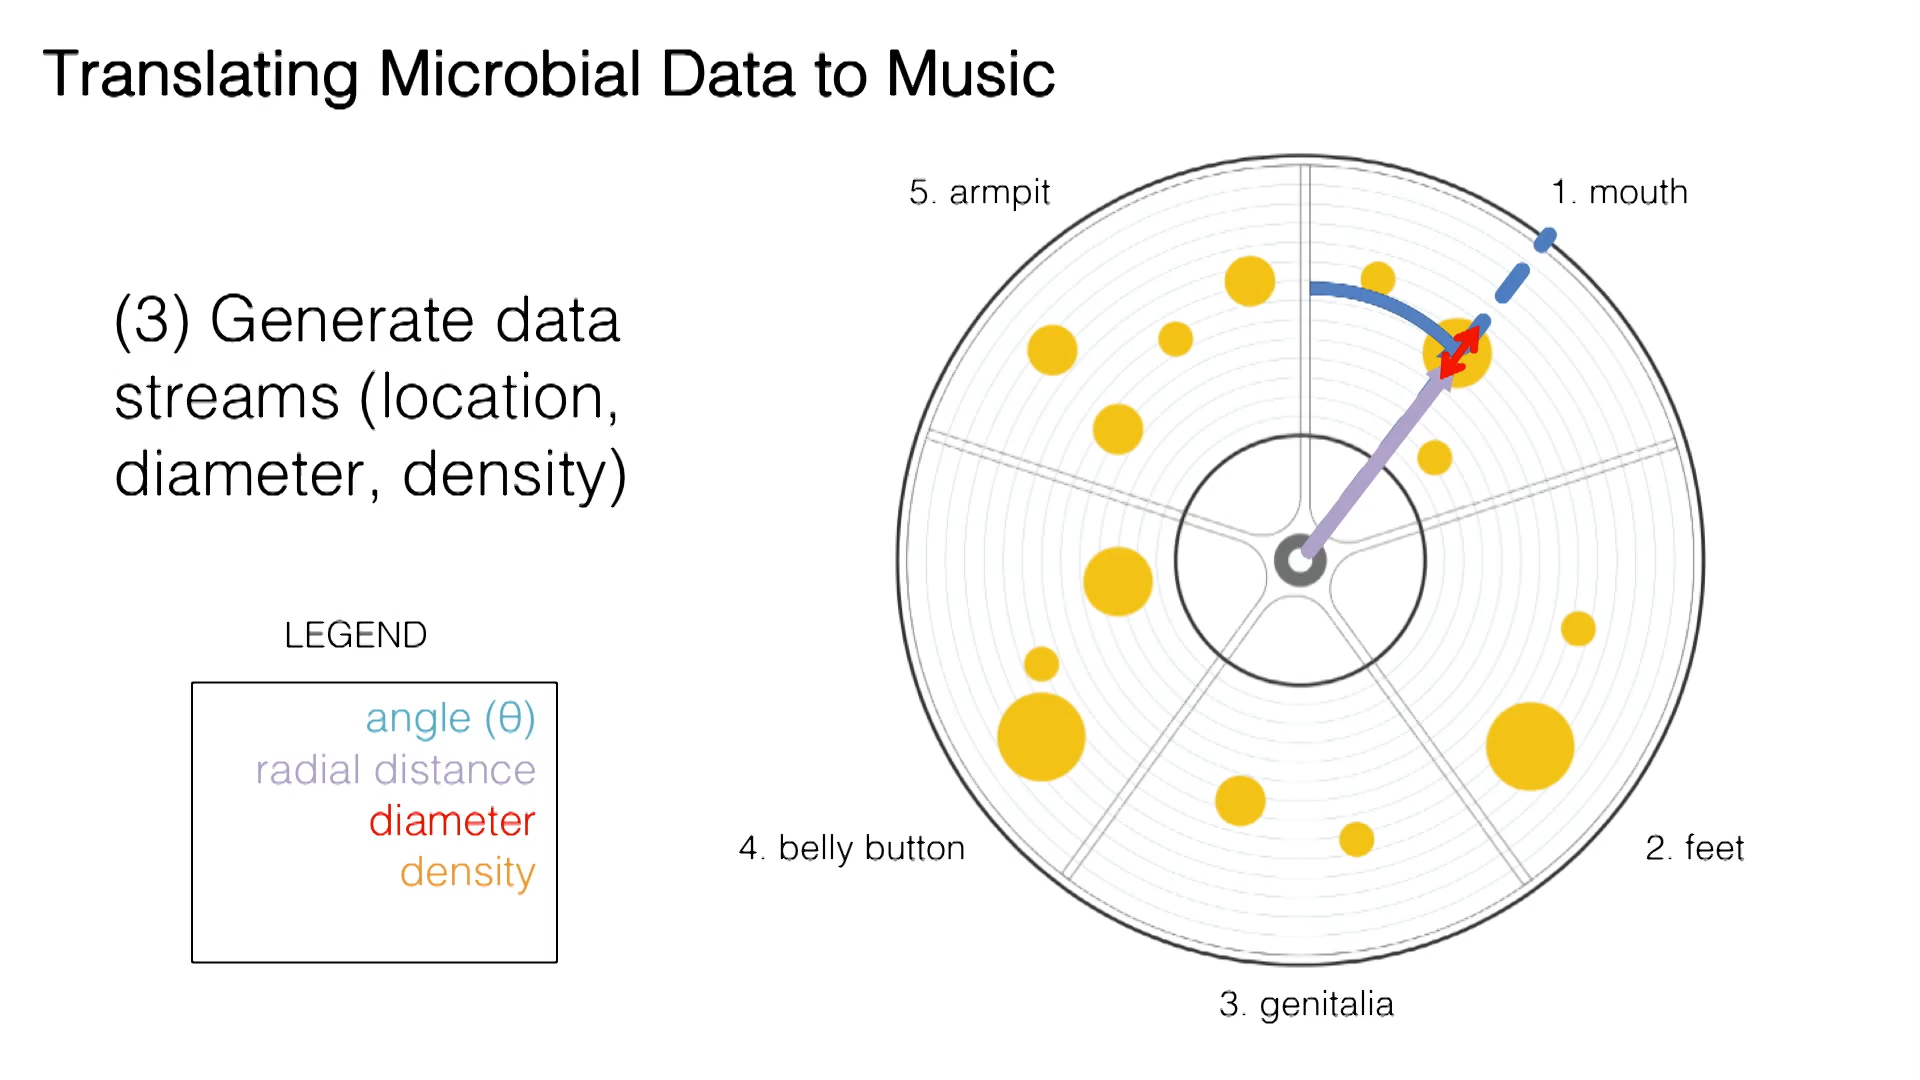 Translating Microbial Data to Music
(3) Generate data
streams (location,
diameter, density)
LEGEND
angle (θ)
radial distance
diameter
density
5. armpit
1. mouth
4. belly button
2. feet
3. genitalia